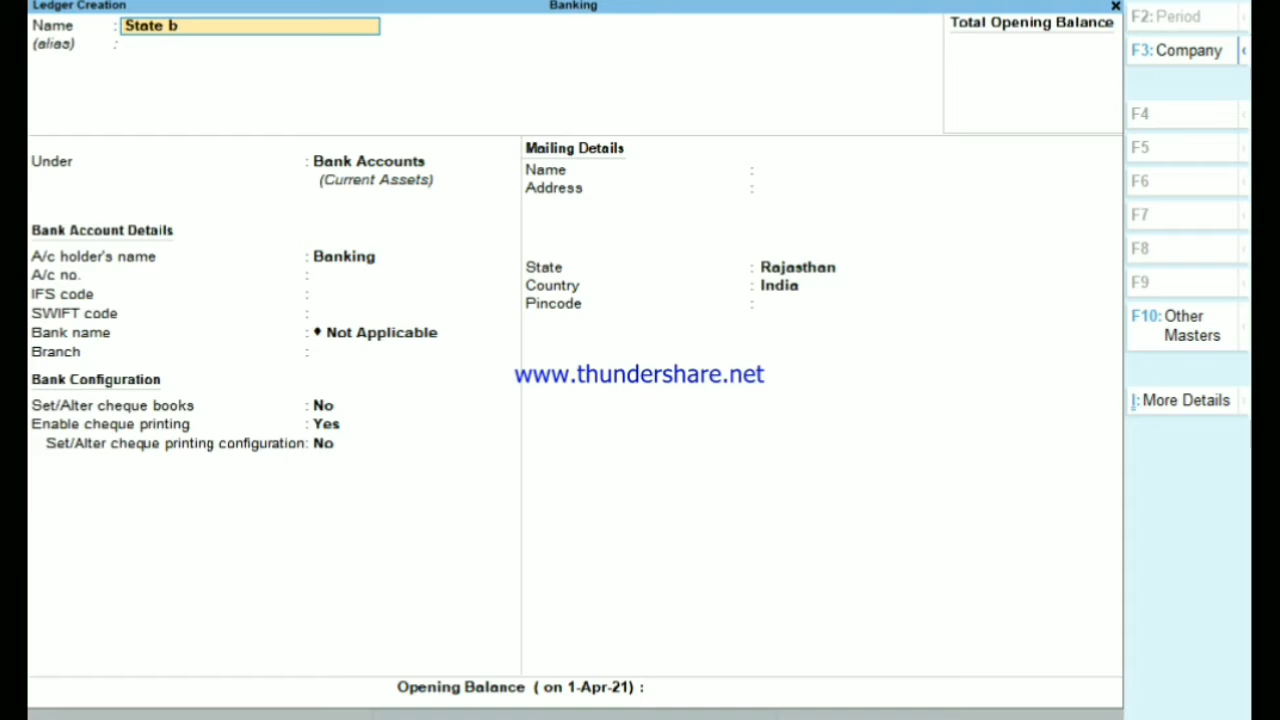 Ledger Creation Banking
Name : State b
(alias) :
Total Opening Balance
Under : Bank Accounts
(Current Assets)
Bank Account Details
A/c holder's name : Banking
A/c no. :
IFS code :
SWIFT code :
Bank name : ♦ Not Applicable
Branch :
Bank Configuration
Set/Alter cheque books : No
Enable cheque printing : Yes
Set/Alter cheque printing configuration: No
Mailing Details
Name :
Address :
State : Rajasthan
Country : India
Pincode :
www.thundershare.net
Opening Balance ( on 1-Apr-21) :
F2: Period
F3: Company
F4
F5
F6
F7
F8
F9
F10: Other
Masters
I: More Details